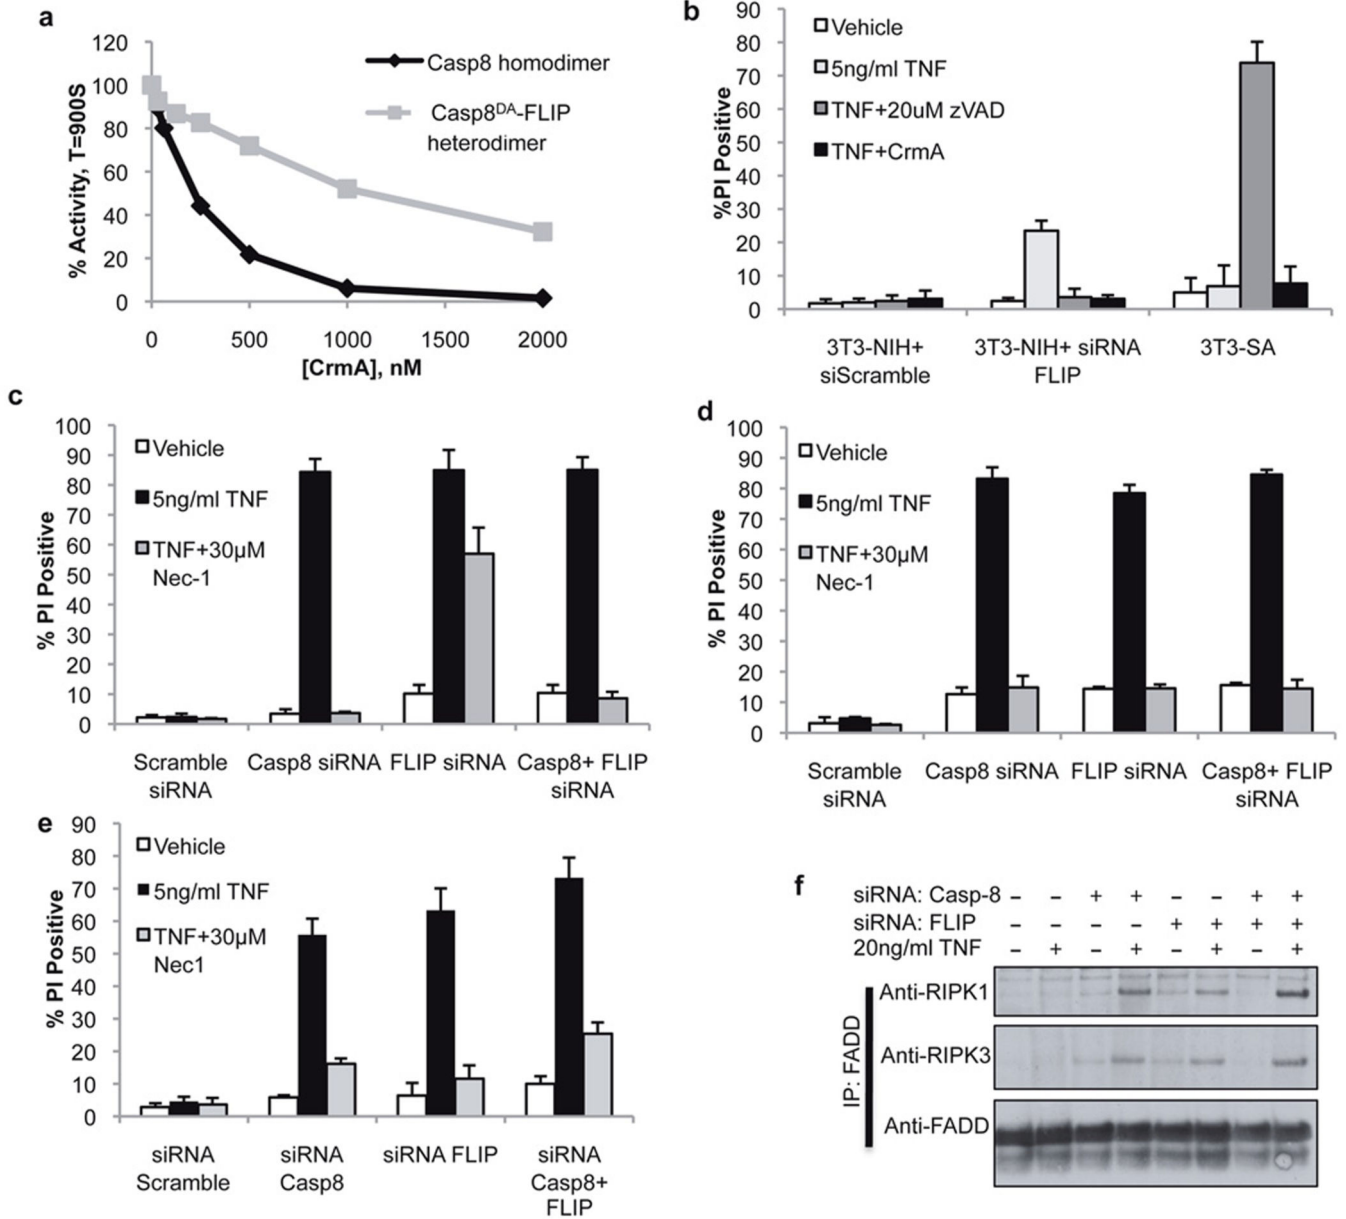 a
120
100
80
60
40
20
0
% Activity, T=900S
Casp8 homodimer
Casp8DA-FLIP
heterodimer
0 500 1000 1500 2000
[CrmA], nM
b
90
80
70
60
50
40
30
20
10
0
%PI Positive
Vehicle
5ng/ml TNF
TNF+20uM zVAD
TNF+CrmA
3T3-NIH+ 3T3-NIH+ siRNA 3T3-SA
siScramble FLIP
c
100
90
80
70
60
50
40
30
20
10
0
% PI Positive
Vehicle
5ng/ml TNF
TNF+30µM
Nec-1
Scramble Casp8 siRNA FLIP siRNA Casp8+ FLIP
siRNA siRNA
d
100
90
80
70
60
50
40
30
20
10
0
% PI Positive
Vehicle
5ng/ml TNF
TNF+30µM
Nec-1
Scramble Casp8 siRNA FLIP siRNA Casp8+ FLIP
siRNA siRNA
e
90
80
70
60
50
40
30
20
10
0
% PI Positive
Vehicle
5ng/ml TNF
TNF+30µM
Nec1
siRNA siRNA siRNA FLIP siRNA
Scramble Casp8 Casp8+
FLIP
f
siRNA: Casp-8 – – + + – – + +
siRNA: FLIP – – – – + + + +
20ng/ml TNF – + – + – + – +
IP: FADD
Anti-RIPK1
Anti-RIPK3
Anti-FADD